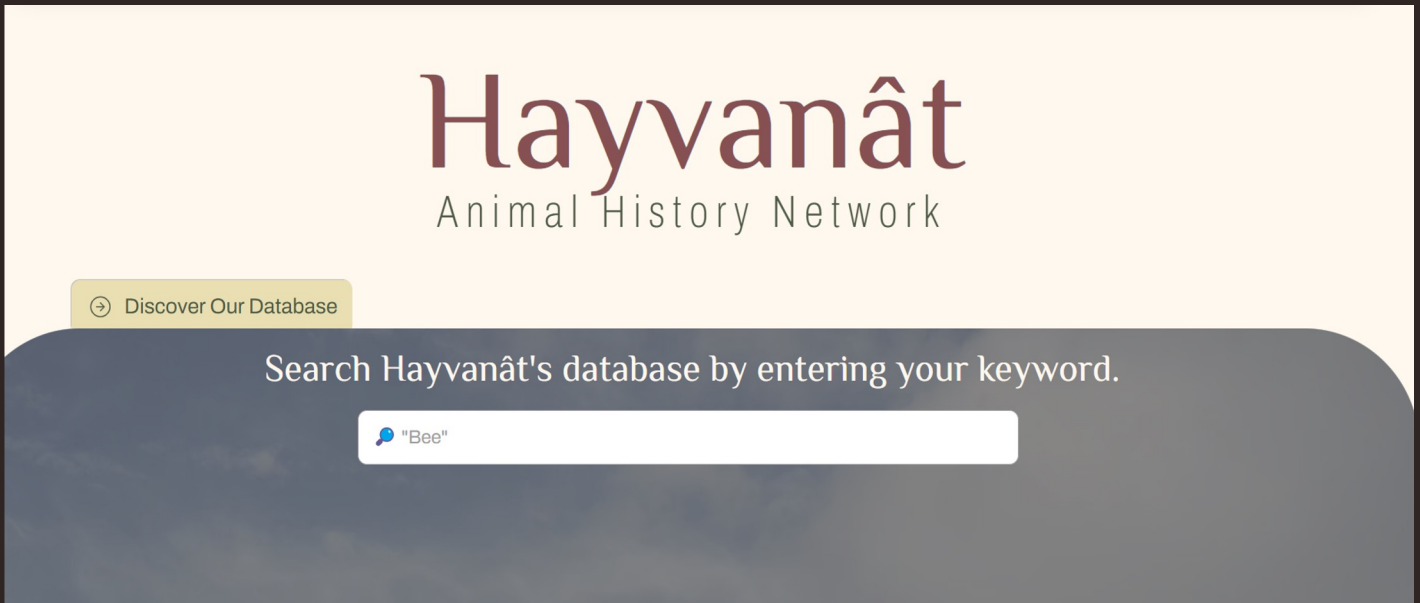 Hayvanât
Animal History Network
Discover Our Database
Search Hayvanât's database by entering your keyword.
"Bee"